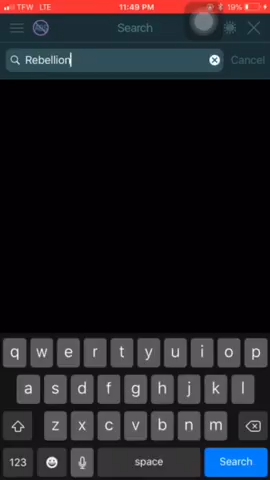 TFW LTE 11:49 PM 19%
Search
Rebellion Cancel
q w e r t y u i o p
a s d f g h j k l
z x c v b n m
123 space Search